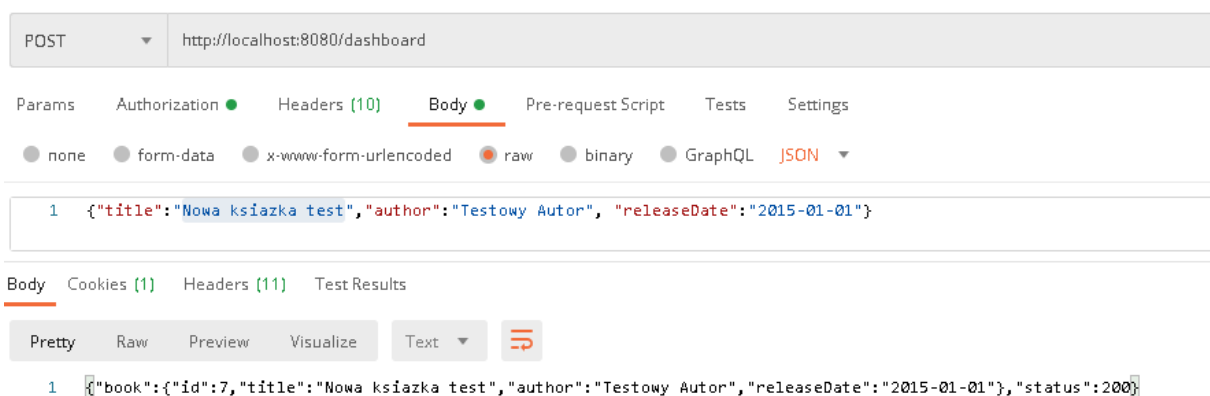 POST http://localhost:8080/dashboard
Params Authorization Headers (10) Body Pre-request Script Tests Settings
none form-data x-www-form-urlencoded raw binary GraphQL JSON
1 {"title":"Nowa ksiazka test","author":"Testowy Autor", "releaseDate":"2015-01-01"}
Body Cookies (1) Headers (11) Test Results
Pretty Raw Preview Visualize Text
1 {"book":{"id":7,"title":"Nowa ksiazka test","author":"Testowy Autor","releaseDate":"2015-01-01"},"status":200}